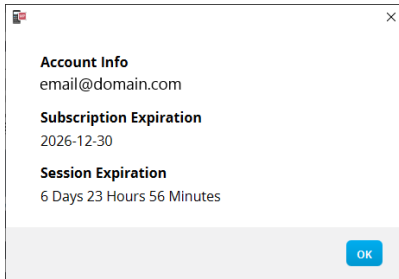 Account Info
email@domain.com
Subscription Expiration
2026-12-30
Session Expiration
6 Days 23 Hours 56 Minutes
OK